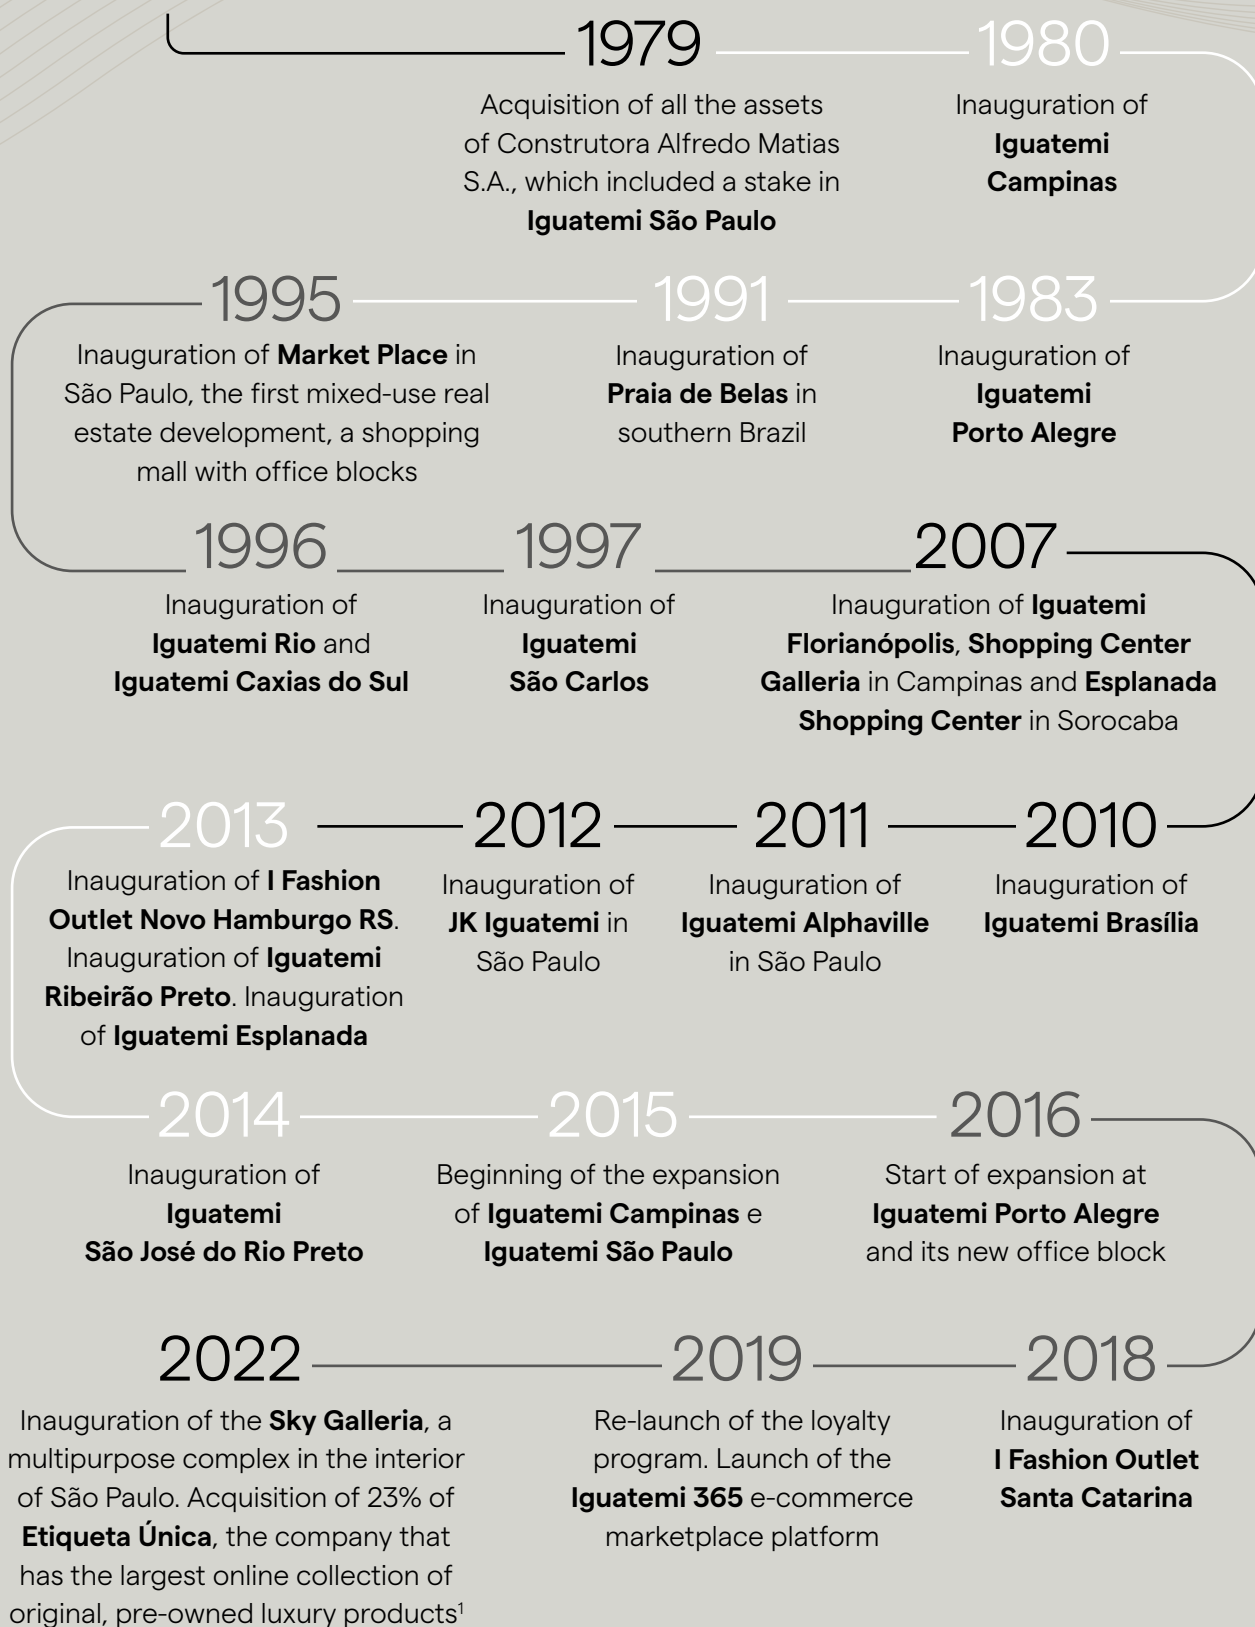 1979
Acquisition of all the assets
of Construtora Alfredo Matias
S.A., which included a stake in
Iguatemi São Paulo
1980
Inauguration of
Iguatemi
Campinas
1983
Inauguration of
Iguatemi
Porto Alegre
1991
Inauguration of
Praia de Belas in
southern Brazil
1995
Inauguration of Market Place in
São Paulo, the first mixed-use real
estate development, a shopping
mall with office blocks
1996
Inauguration of
Iguatemi Rio and
Iguatemi Caxias do Sul
1997
Inauguration of
Iguatemi
São Carlos
2007
Inauguration of Iguatemi
Florianópolis, Shopping Center
Galleria in Campinas and Esplanada
Shopping Center in Sorocaba
2010
Inauguration of
Iguatemi Brasília
2011
Inauguration of
Iguatemi Alphaville
in São Paulo
2012
Inauguration of
JK Iguatemi in
São Paulo
2013
Inauguration of I Fashion
Outlet Novo Hamburgo RS.
Inauguration of Iguatemi
Ribeirão Preto. Inauguration
of Iguatemi Esplanada
2014
Inauguration of
Iguatemi
São José do Rio Preto
2015
Beginning of the expansion
of Iguatemi Campinas e
Iguatemi São Paulo
2016
Start of expansion at
Iguatemi Porto Alegre
and its new office block
2018
Inauguration of
I Fashion Outlet
Santa Catarina
2019
Re-launch of the loyalty
program. Launch of the
Iguatemi 365 e-commerce
marketplace platform
2022
Inauguration of the Sky Galleria, a
multipurpose complex in the interior
of São Paulo. Acquisition of 23% of
Etiqueta Única, the company that
has the largest online collection of
original, pre-owned luxury products¹